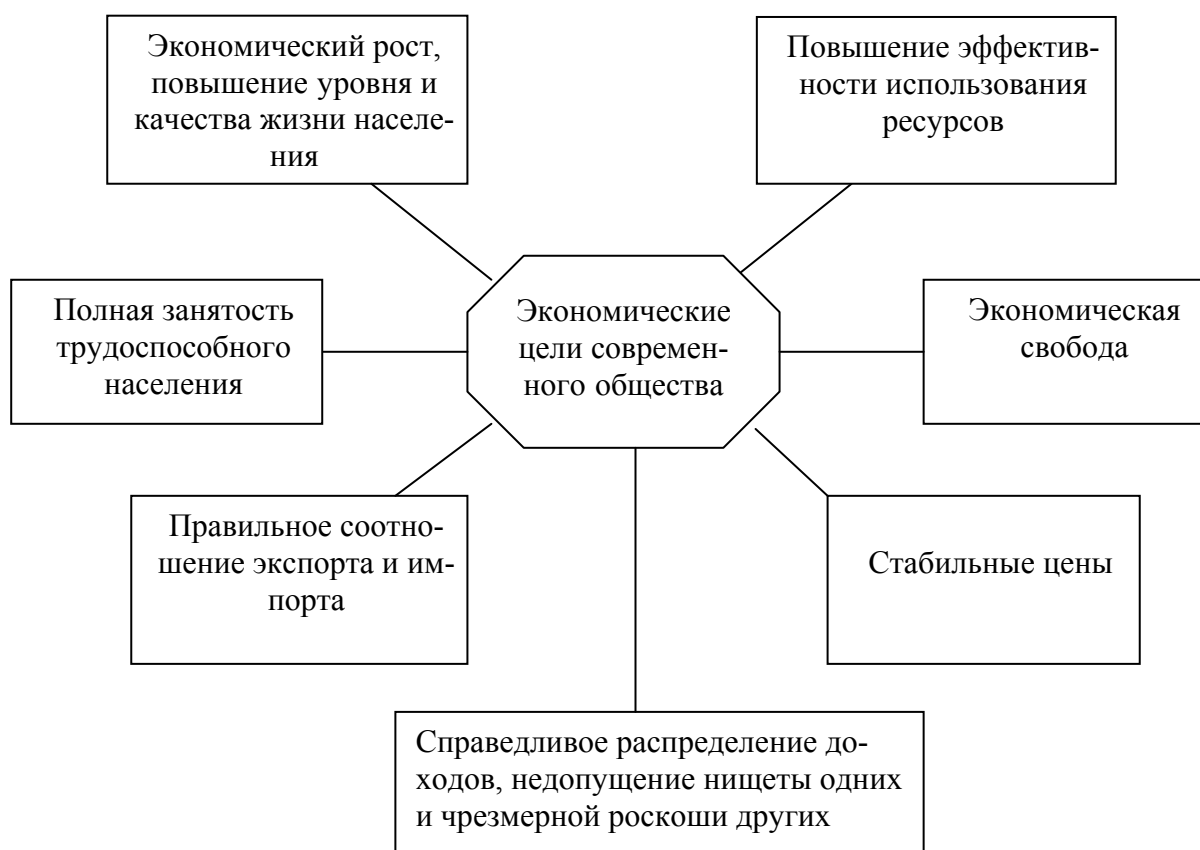 Экономический рост,
повышение уровня и
качества жизни населе-
ния
Повышение эффектив-
ности использования
ресурсов
Полная занятость
трудоспособного
населения
Экономические
цели современ-
ного общества
Экономическая
свобода
Правильное соотно-
шение экспорта и им-
порта
Стабильные цены
Справедливое распределение до-
ходов, недопущение нищеты одних
и чрезмерной роскоши других